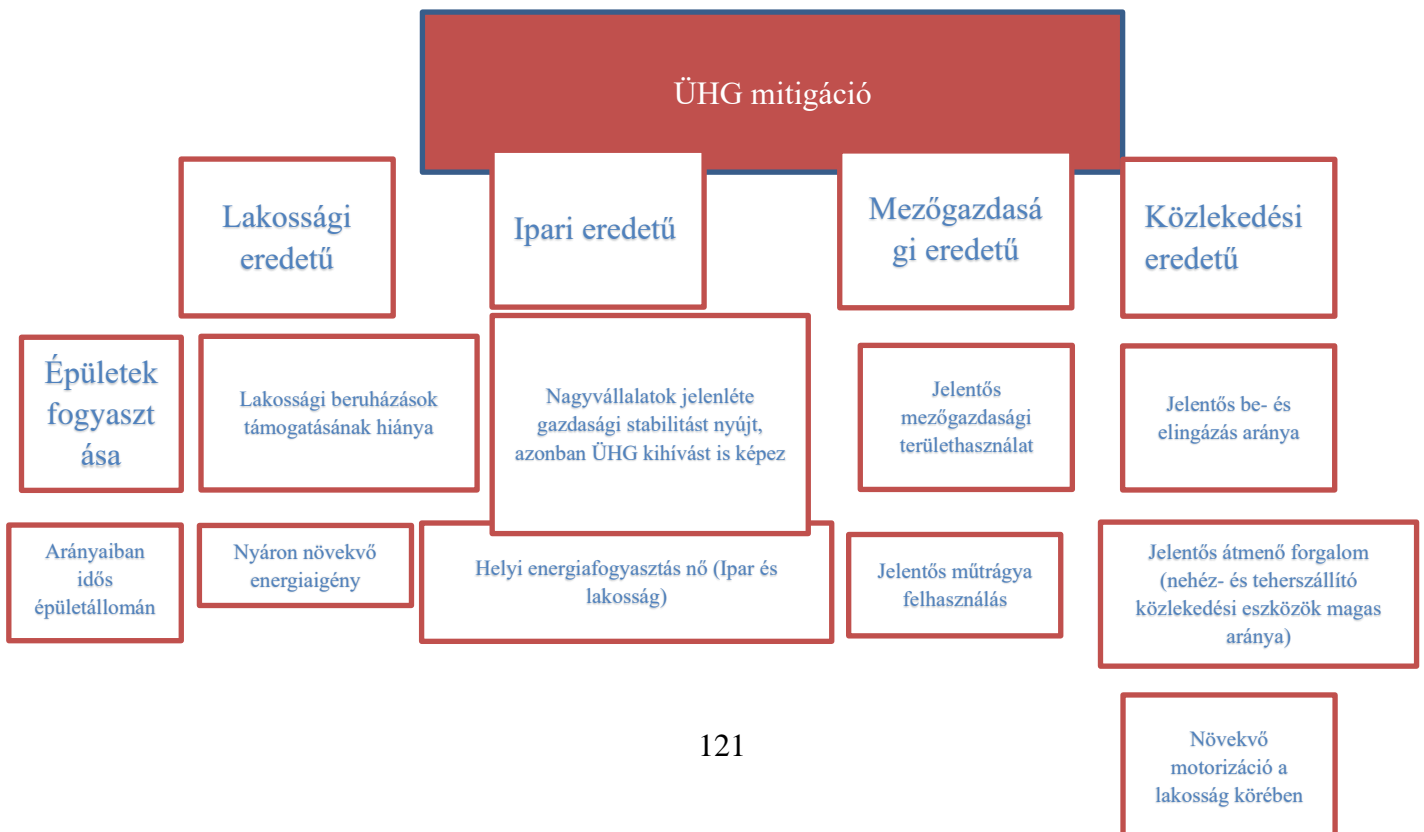 ÜHG mitigáció
Lakossági
eredetű
Ipari eredetű
Mezőgazdasá
gi eredetű
Közlekedési
eredetű
Épületek
fogyaszt
ása
Lakossági beruházások
támogatásának hiánya
Nagyvállalatok jelenléte
gazdasági stabilitást nyújt,
azonban ÜHG kihívást is képez
Jelentős
mezőgazdasági
területhasználat
Jelentős be- és
elingázás aránya
Arányaiban
idős
épületállomán
Nyáron növekvő
energiaigény
Helyi energiafogyasztás nő (Ipar és
lakosság)
Jelentős műtrágya
felhasználás
Jelentős átmenő forgalom
(nehéz- és teherszállító
közlekedési eszközök magas
aránya)
Növekvő
motorizáció a
lakosság körében
121